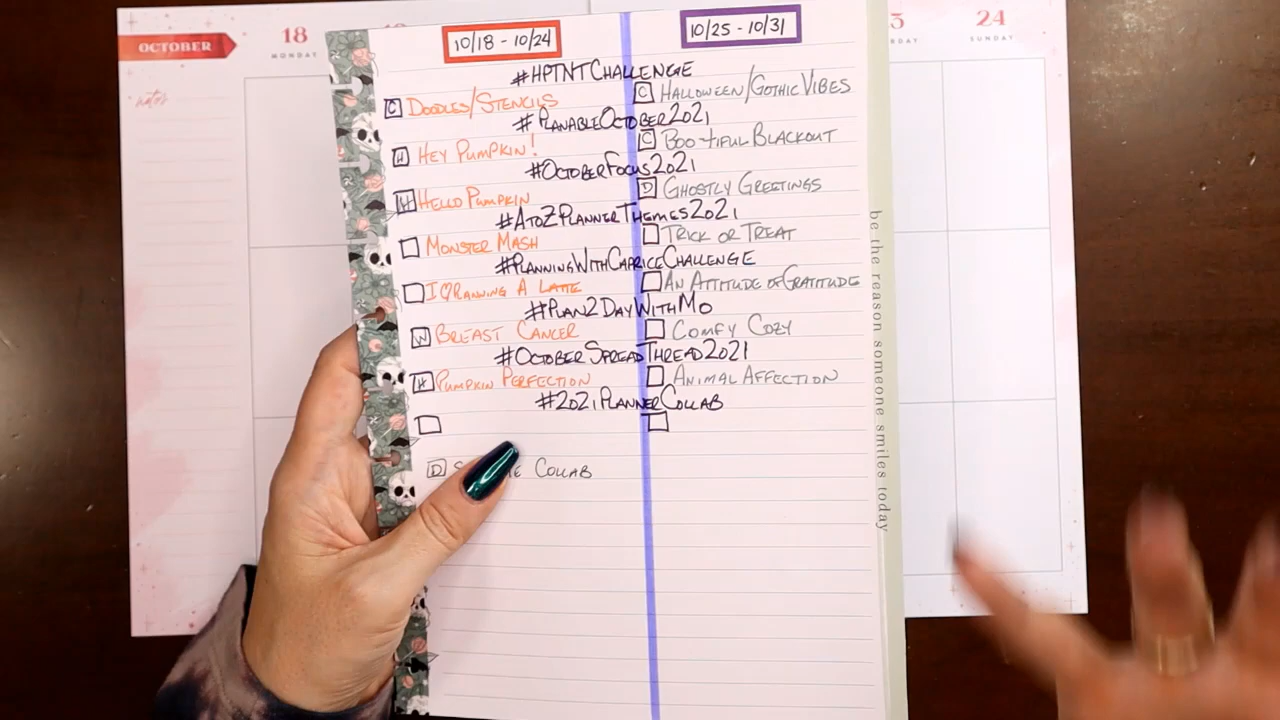 OCTOBER
18
MONDAY
notes
24
SUNDAY
10/18 - 10/24
10/25 - 10/31
#HPTNTCHALLENGE
C DOODLES/STENCILS
C HALLOWEEN/GOTHIC VIBES
#PLANABLEOCTOBER2021
H HEY PUMPKIN!
C BOO-TIFUL BLACKOUT
#OCTOBERFOCUS2021
H HELLO PUMPKIN
D GHOSTLY GREETINGS
#ATOZPLANNERTHEMES2021
MONSTER MASH
TRICK OR TREAT
#PLANNINGWITHCAPRICECHALLENGE
I ♡ PLANNING A LATTE
AN ATTITUDE OF GRATITUDE
#PLAN2DAYWITHMO
W BREAST CANCER
COMFY COZY
#OCTOBERSPREADTHREAD2021
H PUMPKIN PERFECTION
ANIMAL AFFECTION
#2021PLANNERCOLLAB
D COLLAB
be the reason someone smiles today